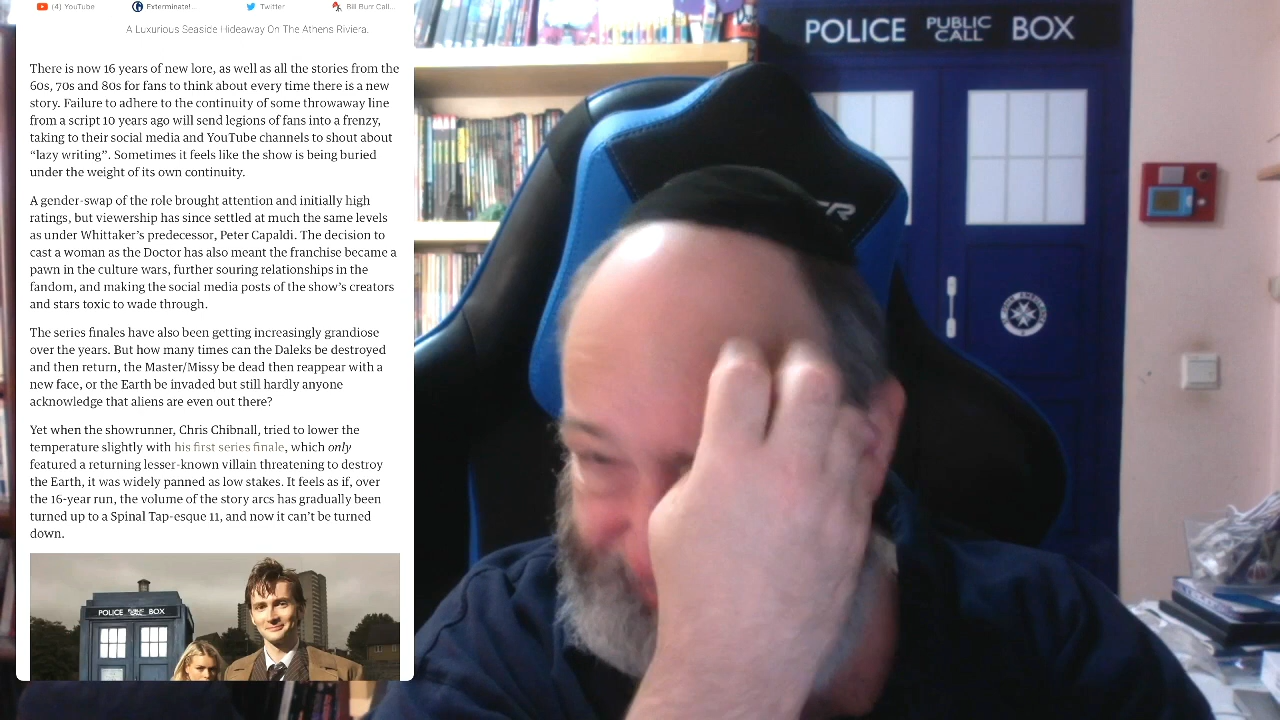 (4) YouTube
Exterminate!...
Twitter
Bill Burr Call...
A Luxurious Seaside Hideaway On The Athens Riviera.
There is now 16 years of new lore, as well as all the stories from the
60s, 70s and 80s for fans to think about every time there is a new
story. Failure to adhere to the continuity of some throwaway line
from a script 10 years ago will send legions of fans into a frenzy,
taking to their social media and YouTube channels to shout about
“lazy writing”. Sometimes it feels like the show is being buried
under the weight of its own continuity.
A gender-swap of the role brought attention and initially high
ratings, but viewership has since settled at much the same levels
as under Whittaker’s predecessor, Peter Capaldi. The decision to
cast a woman as the Doctor has also meant the franchise became a
pawn in the culture wars, further souring relationships in the
fandom, and making the social media posts of the show’s creators
and stars toxic to wade through.
The series finales have also been getting increasingly grandiose
over the years. But how many times can the Daleks be destroyed
and then return, the Master/Missy be dead then reappear with a
new face, or the Earth be invaded but still hardly anyone
acknowledge that aliens are even out there?
Yet when the showrunner, Chris Chibnall, tried to lower the
temperature slightly with his first series finale, which only
featured a returning lesser-known villain threatening to destroy
the Earth, it was widely panned as low stakes. It feels as if, over
the 16-year run, the volume of the story arcs has gradually been
turned up to a Spinal Tap-esque 11, and now it can’t be turned
down.
POLICE PUBLIC CALL BOX
POLICE PUBLIC CALL BOX